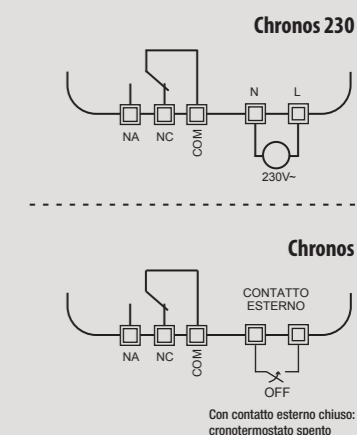 Chronos 230
N L
NA NC COM
230V~
Chronos
CONTATTO
ESTERNO
NA NC COM
OFF
Con contatto esterno chiuso:
cronotermostato spento